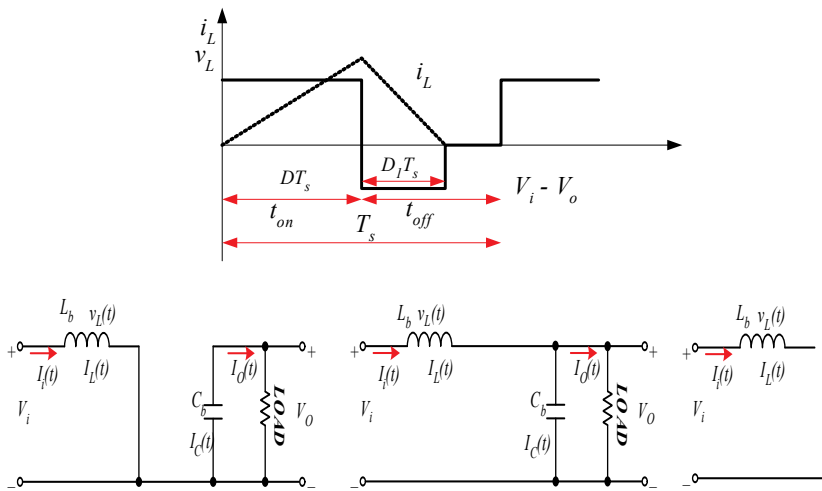 i_L
v_L
i_L
D_1T_s
DT_s
V_i - V_o
t_on
t_off
T_s
L_b v_L(t)
+
I_i(t)
I_L(t)
V_i
–
I_O(t)
+
C_b
LOAD
V_O
I_C(t)
–
L_b v_L(t)
+
I_i(t)
I_L(t)
V_i
–
I_O(t)
+
C_b
LOAD
V_O
I_C(t)
–
L_b v_L(t)
+
I_i(t)
I_L(t)
V_i
–